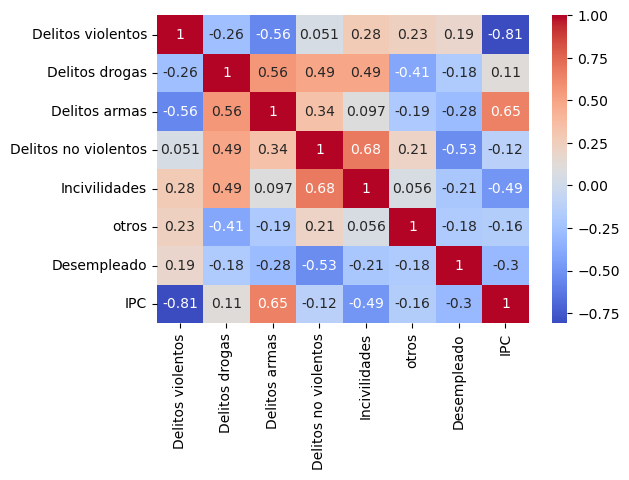 Delitos violentos 1 -0.26 -0.56 0.051 0.28 0.23 0.19 -0.81
Delitos drogas -0.26 1 0.56 0.49 0.49 -0.41 -0.18 0.11
Delitos armas -0.56 0.56 1 0.34 0.097 -0.19 -0.28 0.65
Delitos no violentos 0.051 0.49 0.34 1 0.68 0.21 -0.53 -0.12
Incivilidades 0.28 0.49 0.097 0.68 1 0.056 -0.21 -0.49
otros 0.23 -0.41 -0.19 0.21 0.056 1 -0.18 -0.16
Desempleado 0.19 -0.18 -0.28 -0.53 -0.21 -0.18 1 -0.3
IPC -0.81 0.11 0.65 -0.12 -0.49 -0.16 -0.3 1
Delitos violentos
Delitos drogas
Delitos armas
Delitos no violentos
Incivilidades
otros
Desempleado
IPC
1.00
0.75
0.50
0.25
0.00
-0.25
-0.50
-0.75